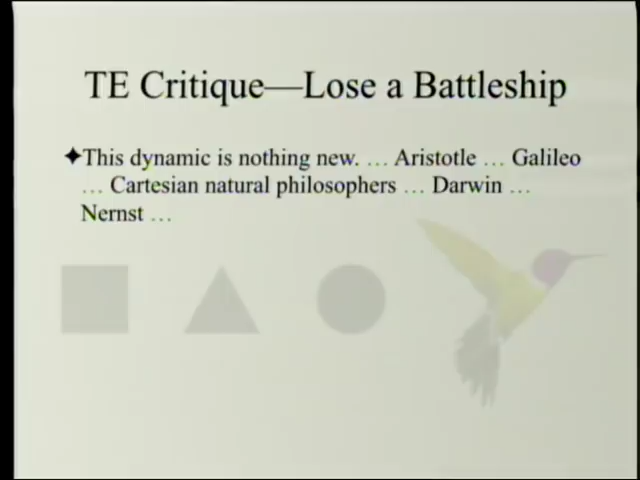 TE Critique—Lose a Battleship
✦This dynamic is nothing new. … Aristotle … Galileo
… Cartesian natural philosophers … Darwin …
Nernst …